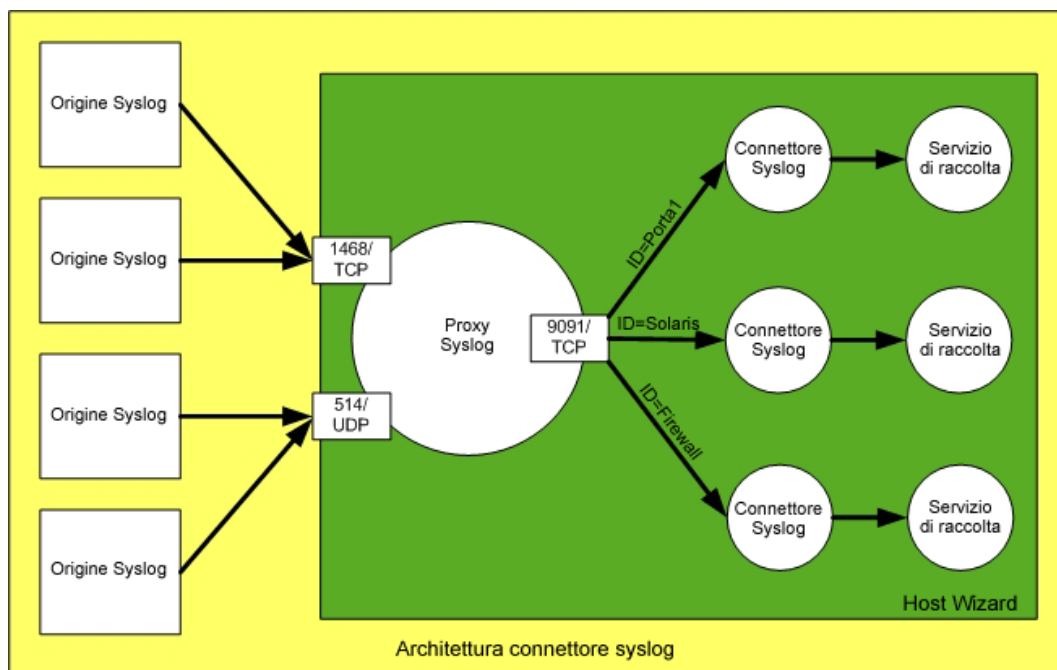 Origine Syslog
Origine Syslog
Origine Syslog
Origine Syslog
1468/
TCP
514/
UDP
Proxy
Syslog
9091/
TCP
ID=Porta1
ID=Solaris
ID=Firewall
Connettore
Syslog
Servizio
di raccolta
Connettore
Syslog
Servizio
di raccolta
Connettore
Syslog
Servizio
di raccolta
Host Wizard
Architettura connettore syslog